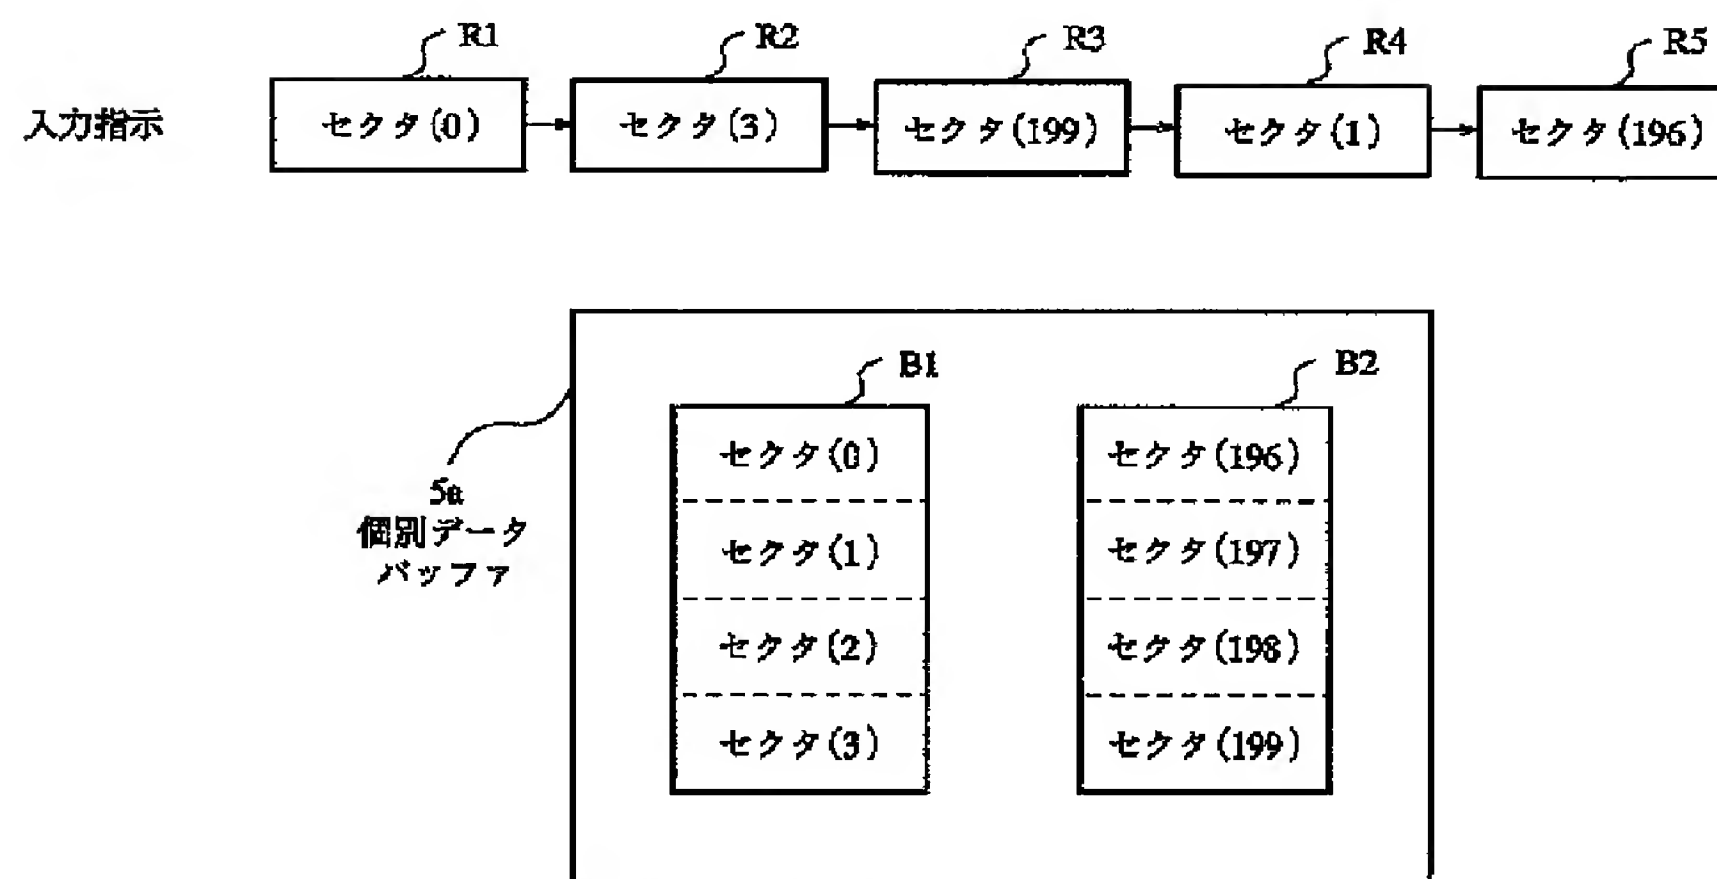 R1 R2 R3 R4 R5
入力指示 セクタ(0) セクタ(3) セクタ(199) セクタ(1) セクタ(196)
B1 B2
セクタ(0) セクタ(196)
5a
個別データ
バッファ
セクタ(1) セクタ(197)
セクタ(2) セクタ(198)
セクタ(3) セクタ(199)